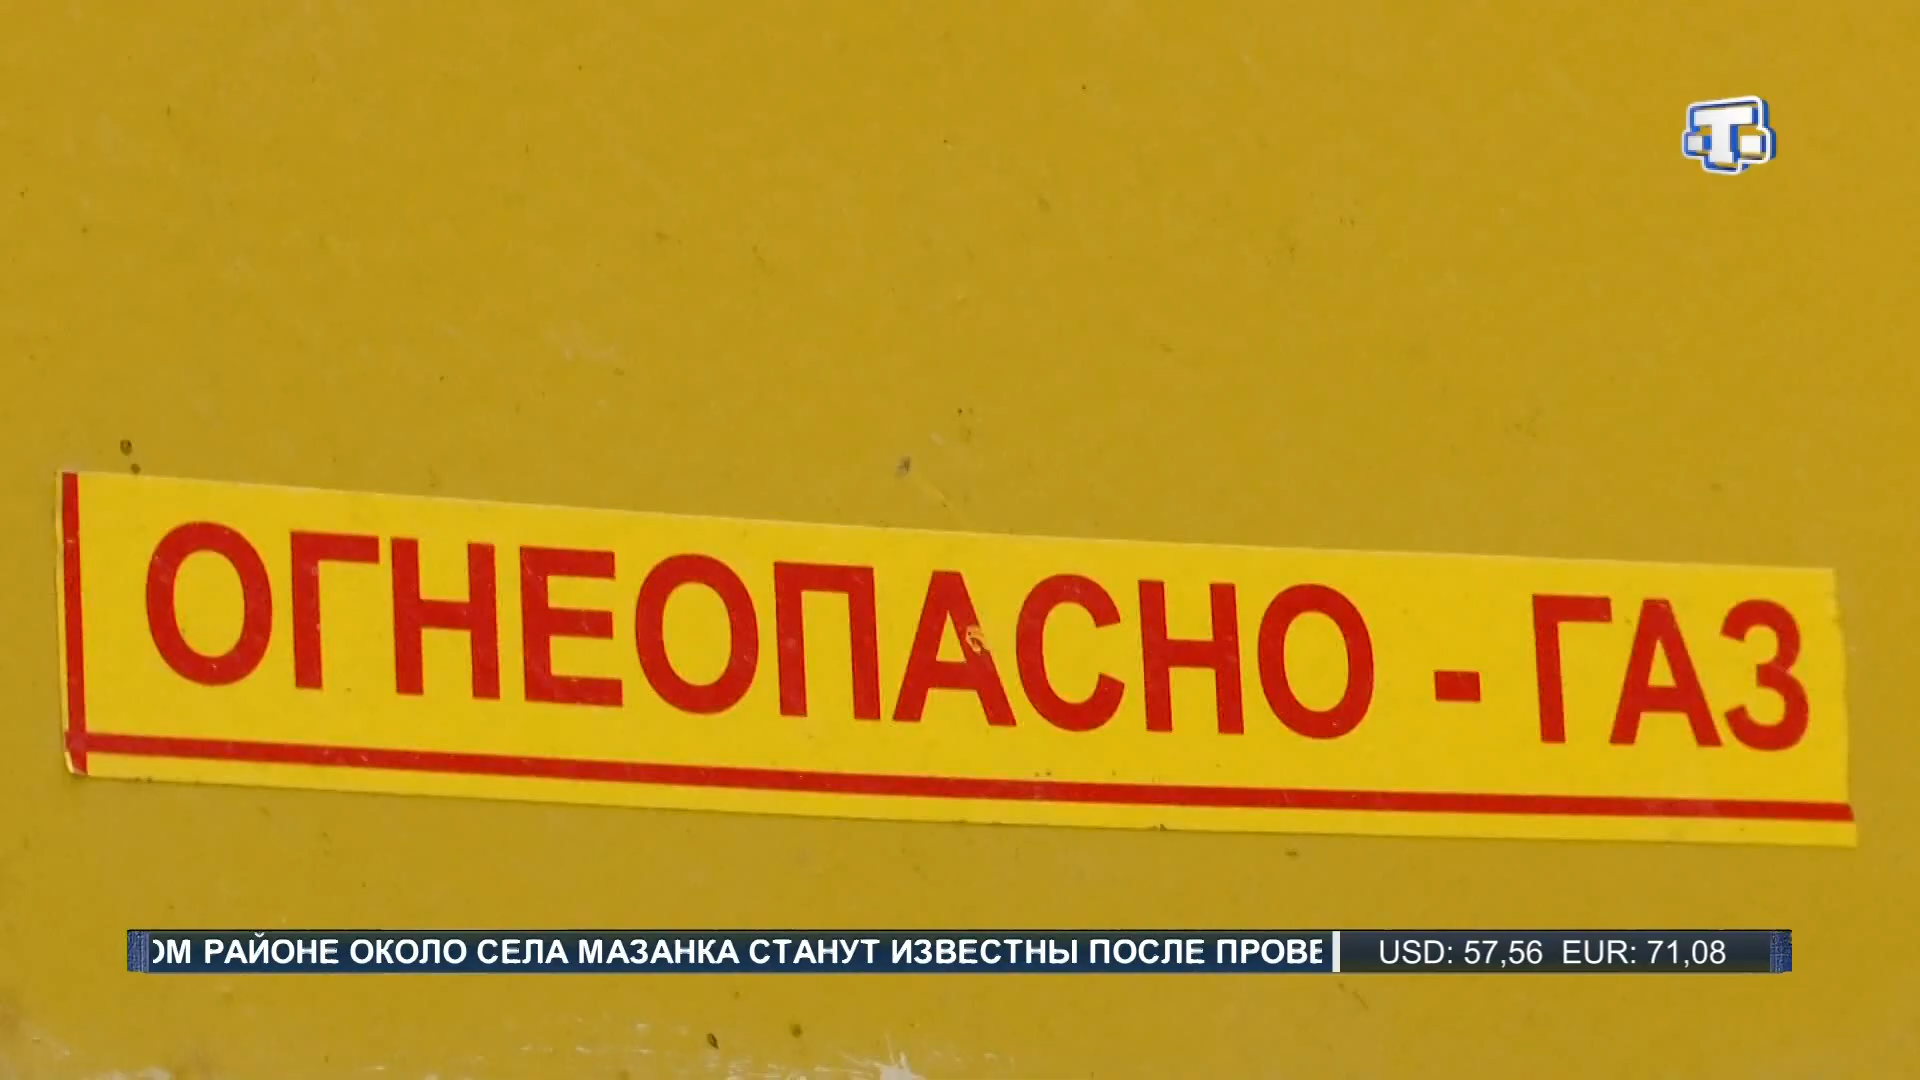 ОГНЕОПАСНО - ГАЗ
РАЙОНЕ ОКОЛО СЕЛА МАЗАНКА СТАНУТ ИЗВЕСТНЫ ПОСЛЕ USD: 57,56 EUR: 71,08